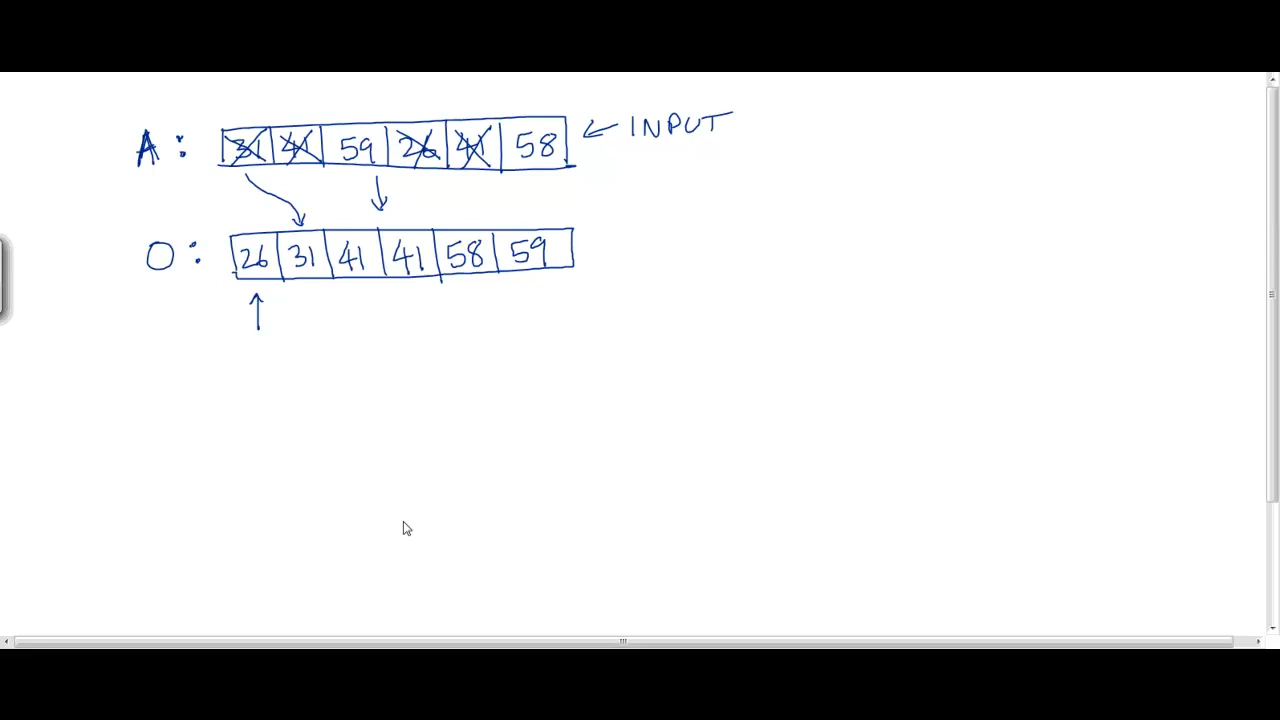 A: 31 41 59 26 41 58 ← INPUT
O: 26 31 41 41 58 59